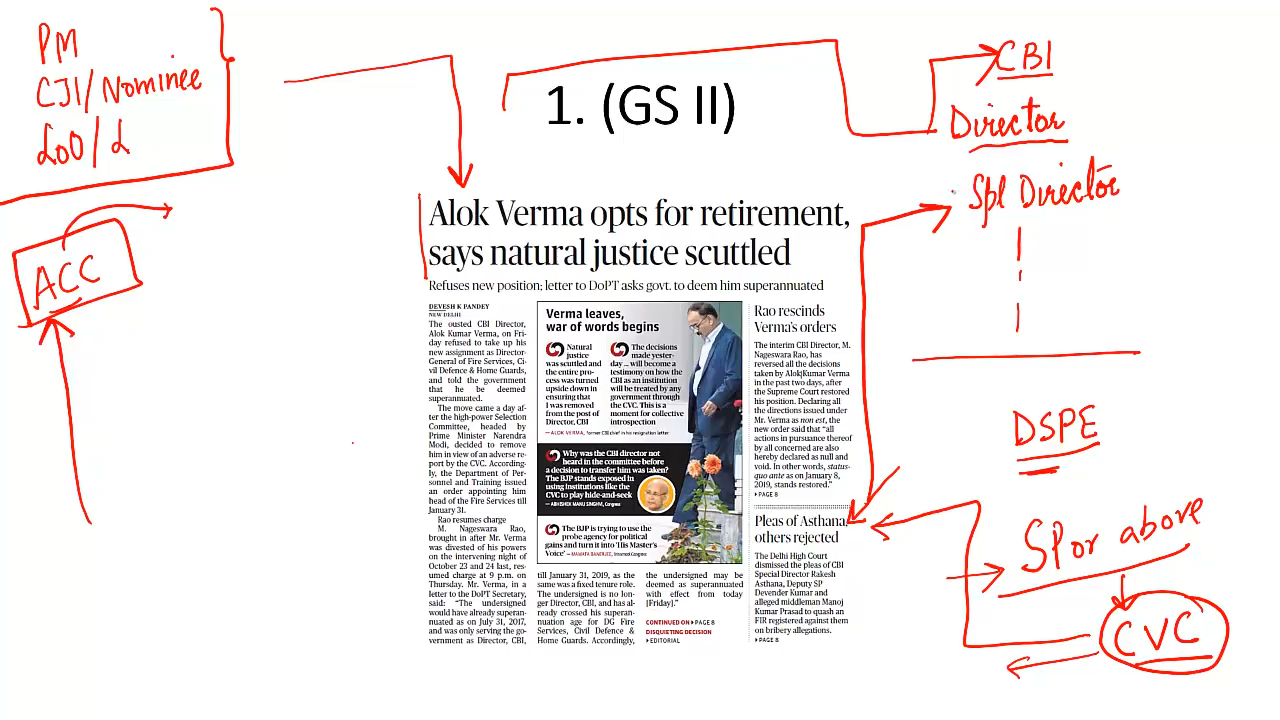 PM
CJI/Nominee
LoO/L
ACC
1. (GS II)
CBI
Director
Spl Director
DSPE
SP or above
CVC
Alok Verma opts for retirement,
says natural justice scuttled
Refuses new position; letter to DoPT asks govt. to deem him superannuated
DEVESH K PANDEY
NEW DELHI
The ousted CBI Director,
Alok Kumar Verma, on Fri-
day refused to take up his
new assignment as Director-
General of Fire Services, Ci-
vil Defence & Home Guards,
and told the government
that he be deemed
superannuated.
The move came a day af-
ter the high-power Selection
Committee, headed by
Prime Minister Narendra
Modi, decided to remove
him in view of an adverse re-
port by the CVC. According-
ly, the Department of Per-
sonnel and Training issued
an order appointing him
head of the Fire Services till
January 31.
Rao resumes charge
M. Nageswara Rao,
brought in after Mr. Verma
was divested of his powers
on the intervening night of
October 23 and 24 last, res-
umed charge at 9 p.m. on
Thursday. Mr. Verma, in a
letter to the DoPT Secretary,
said: “The undersigned
would have already superan-
nuated as on July 31, 2017,
and was only serving the go-
vernment as Director, CBI,
Verma leaves,
war of words begins
Natural
justice
was scuttled and
the entire pro-
cess was turned
upside down in
ensuring that
I was removed
from the post of
Director, CBI
The decisions
made yester-
day ... will become a
testimony on how the
CBI as an institution
will be treated by any
government through
the CVC. This is a
moment for collective
introspection
— ALOK VERMA, former CBI chief in his resignation letter
Why was the CBI director not
heard in the committee before
a decision to transfer him was taken?
The BJP stands exposed in
using institutions like the
CVC to play hide-and-seek
— ABHISHEK MANU SINGHVI, Congress
The BJP is trying to use the
probe agency for political
gains and turn it into ‘His Master’s
Voice’ — MAMATA BANERJEE, Trinamool Congress
till January 31, 2019, as the
same was a fixed tenure role.
The undersigned is no lon-
ger Director, CBI, and has al-
ready crossed his superan-
nuation age for DG Fire
Services, Civil Defence &
Home Guards. Accordingly,
the undersigned may be
deemed as superannuated
with effect from today
[Friday].”
CONTINUED ON ▸ PAGE 8
DISQUIETING DECISION
▸ EDITORIAL
Rao rescinds
Verma’s orders
The interim CBI Director, M.
Nageswara Rao, has
reversed all the decisions
taken by Alok Kumar Verma
in the past two days, after
the Supreme Court restored
his position. Declaring all
the directions issued under
Mr. Verma as non est, the
new order said that “all
actions in pursuance thereof
by all concerned are also
hereby declared as null and
void. In other words, status-
quo ante as on January 8,
2019, stands restored.”
▸ PAGE 8
Pleas of Asthana,
others rejected
The Delhi High Court
dismissed the pleas of CBI
Special Director Rakesh
Asthana, Deputy SP
Devender Kumar and
alleged middleman Manoj
Kumar Prasad to quash an
FIR registered against them
on bribery allegations.
▸ PAGE 8